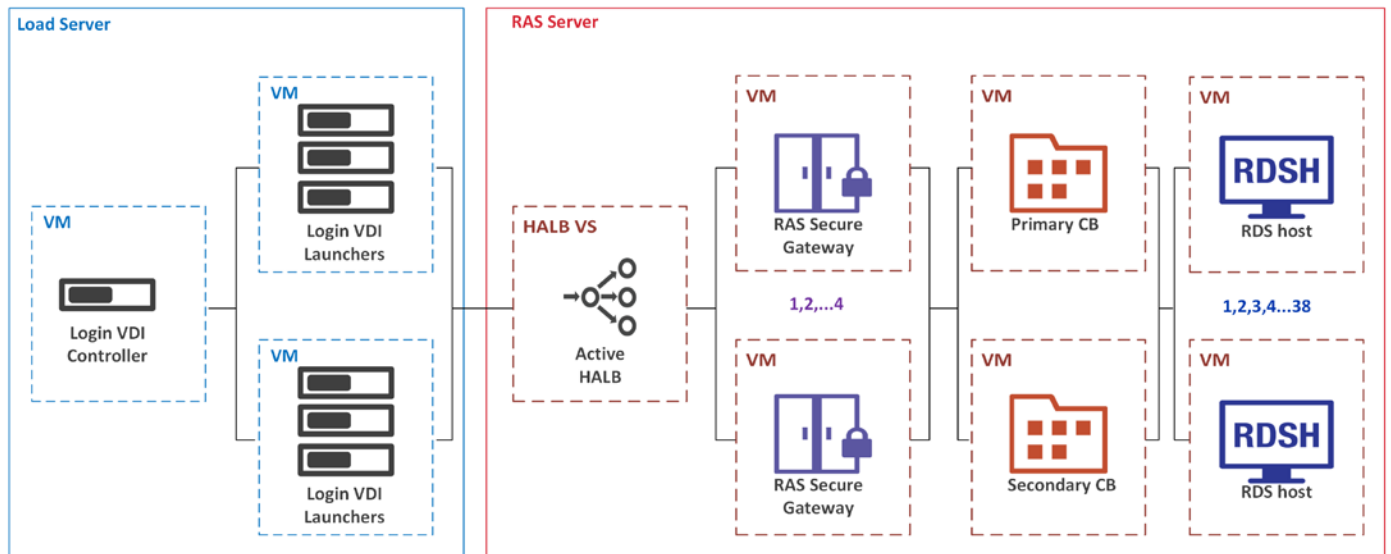 Load Server
RAS Server
VM
Login VDI
Controller
VM
Login VDI
Launchers
VM
Login VDI
Launchers
HALB VS
Active
HALB
VM
RAS Secure
Gateway
1,2,...4
VM
RAS Secure
Gateway
VM
Primary CB
VM
Secondary CB
VM
RDSH
RDS host
1,2,3,4...38
VM
RDSH
RDS host